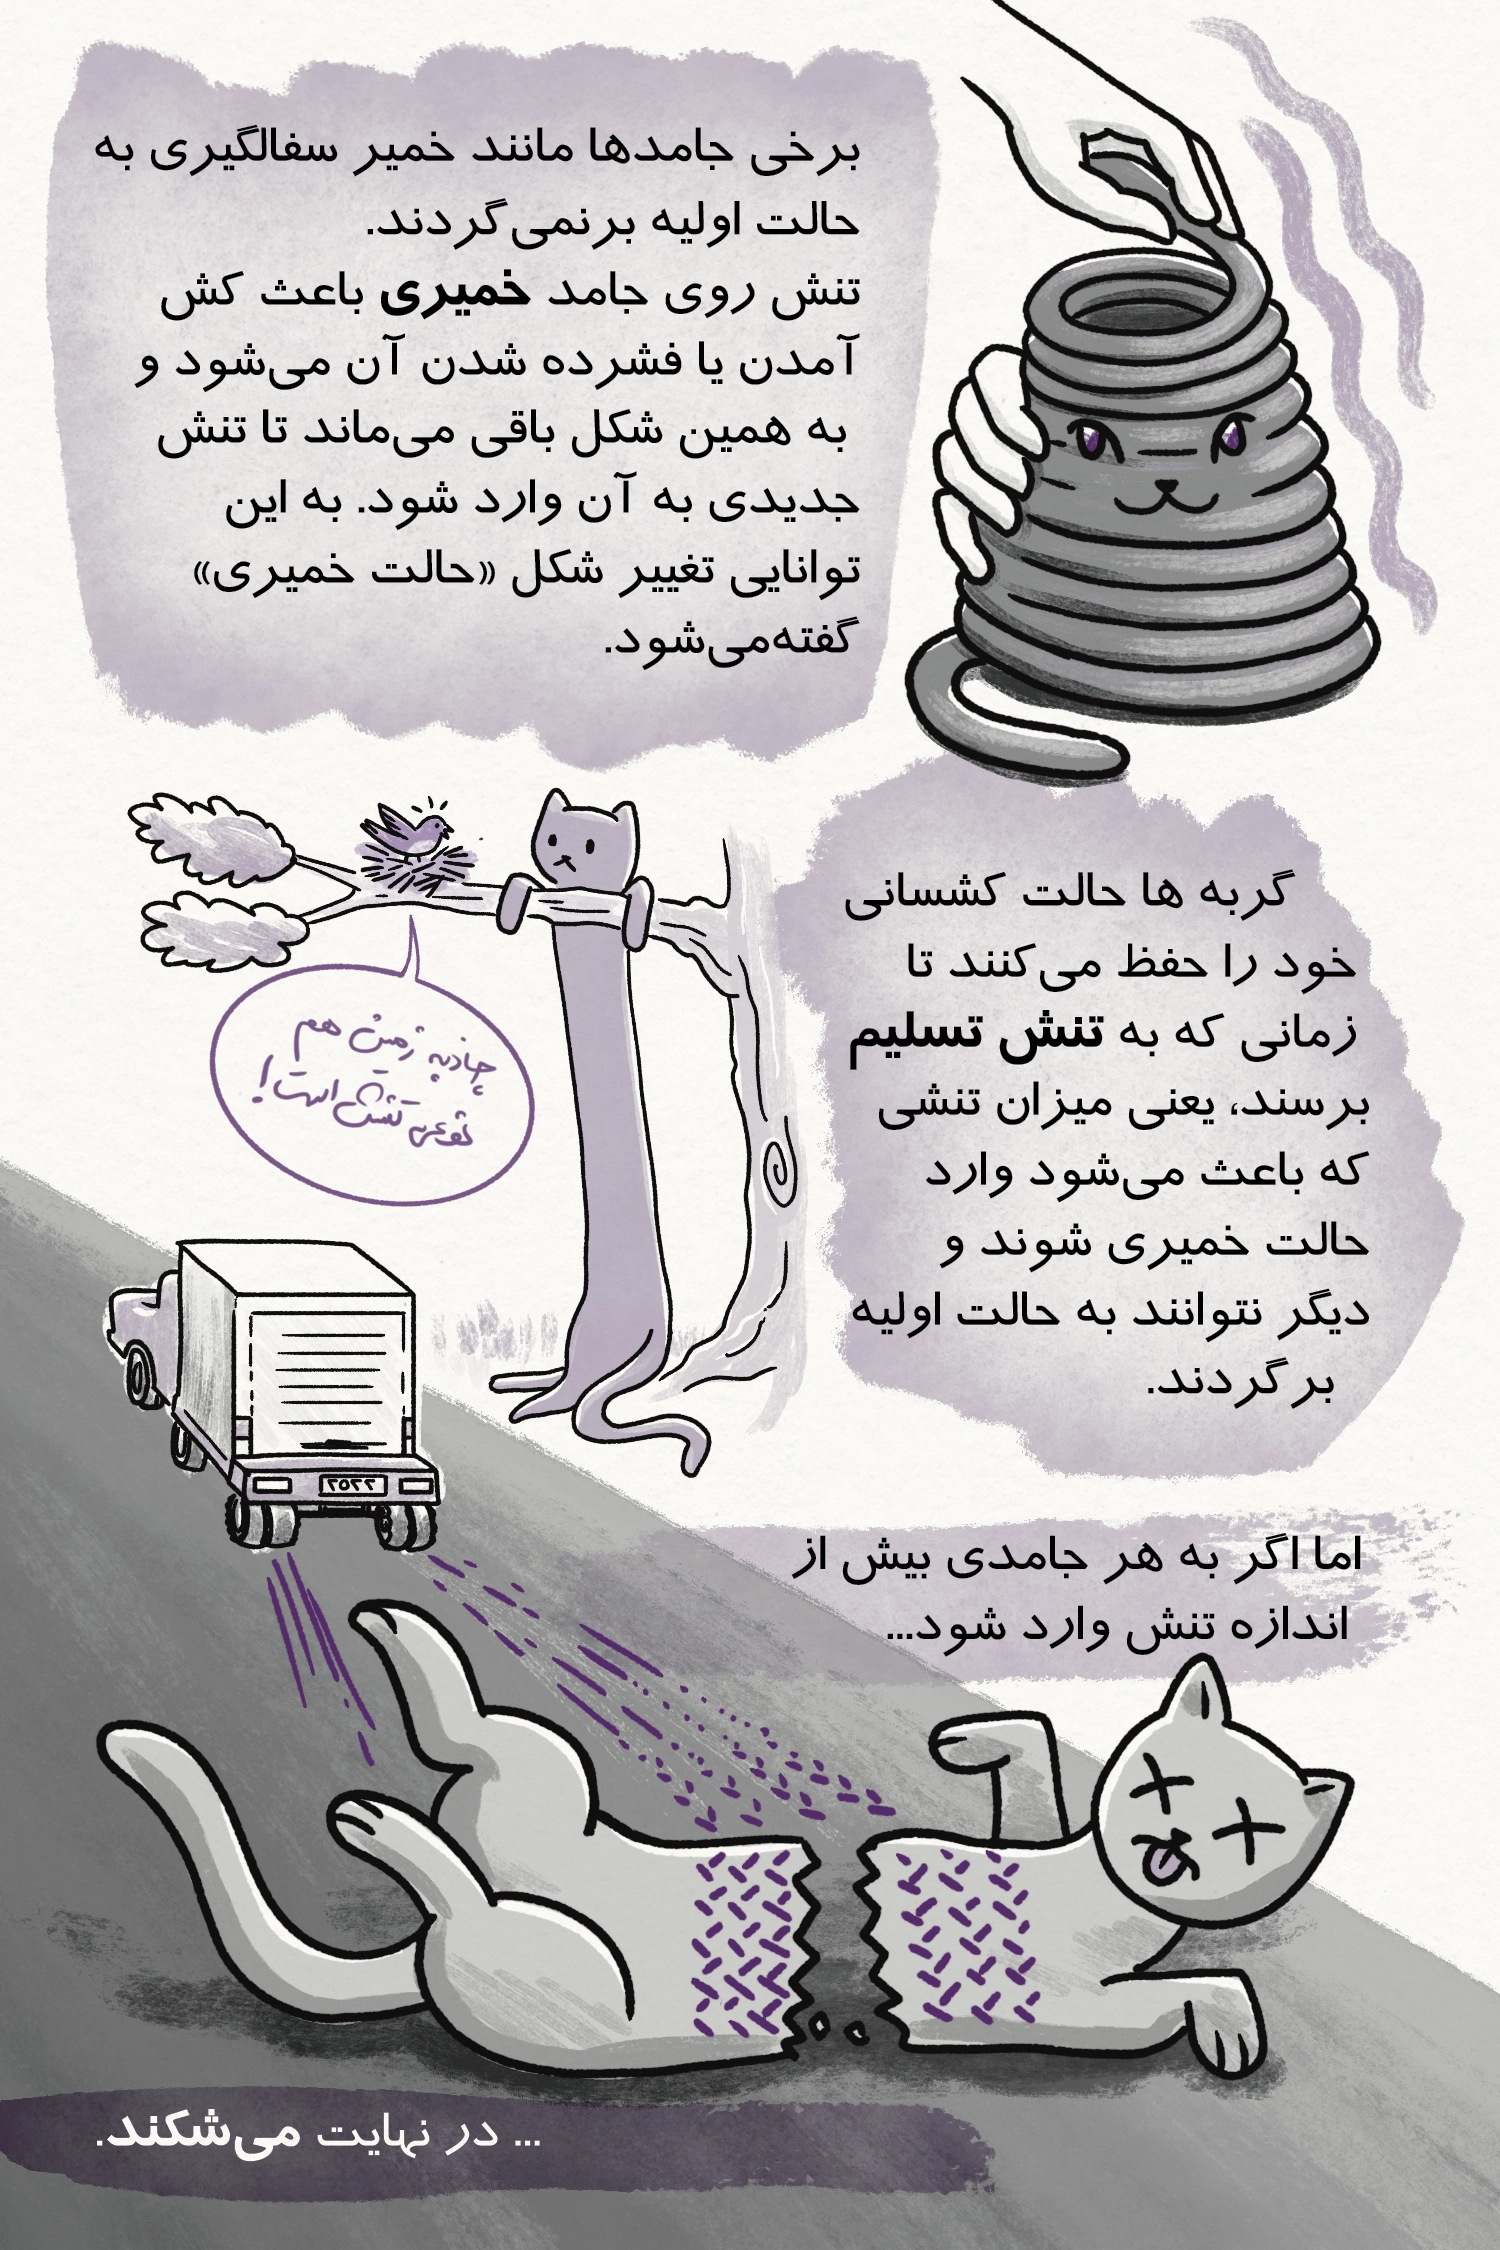 برخی جامدها مانند خمیر سفالگیری به
حالت اولیه برنمی‌گردند.
تنش روی جامد خمیری باعث کش
آمدن یا فشرده شدن آن می‌شود و
به همین شکل باقی می‌ماند تا تنش
جدیدی به آن وارد شود. به این
توانایی تغییر شکل «حالت خمیری»
گفته‌می‌شود.
گربه ها حالت کشسانی
خود را حفظ می‌کنند تا
زمانی که به تنش تسلیم
برسند، یعنی میزان تنشی
که باعث می‌شود وارد
حالت خمیری شوند و
دیگر نتوانند به حالت اولیه
برگردند.
جاذبه زمین هم
نوعی تنش است!
اما اگر به هر جامدی بیش از
اندازه تنش وارد شود...
... در نهایت می‌شکند.